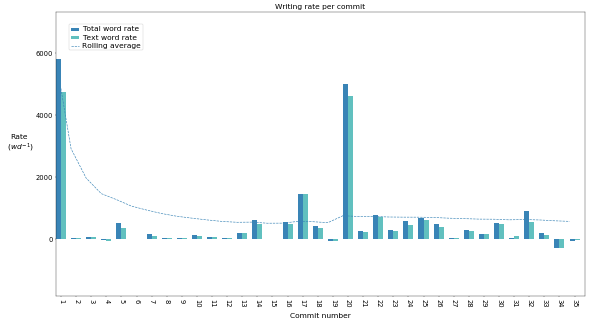 Writing rate per commit
Total word rate
Text word rate
Rolling average
6000
4000
2000
0
Rate
(wd⁻¹)
1 2 3 4 5 6 7 8 9 10 11 12 13 14 15 16 17 18 19 20 21 22 23 24 25 26 27 28 29 30 31 32 33 34 35
Commit number